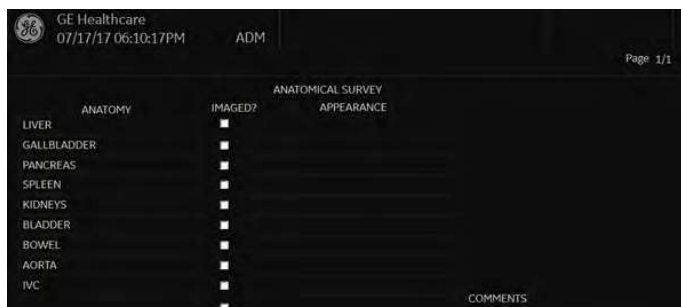 GE Healthcare
07/17/17 06:10:17PM ADM
Page 1/1
ANATOMICAL SURVEY
ANATOMY IMAGED? APPEARANCE
LIVER
GALLBLADDER
PANCREAS
SPLEEN
KIDNEYS
BLADDER
BOWEL
AORTA
IVC
COMMENTS